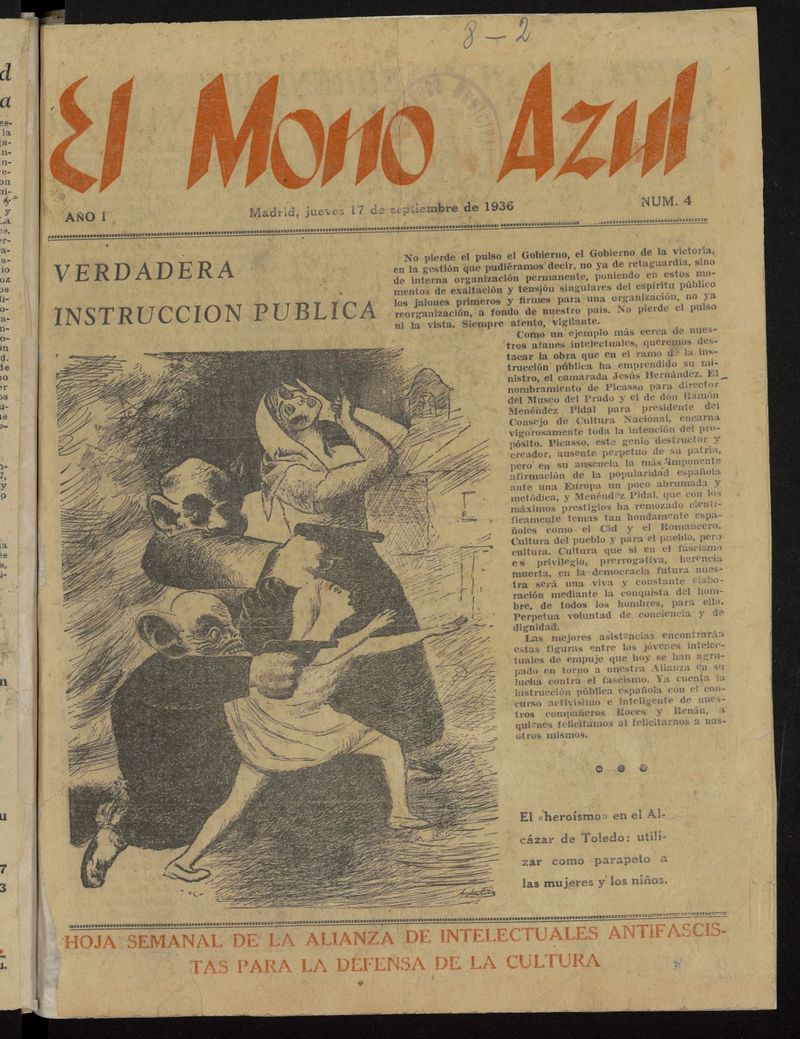 8 - 2
El Mono Azul
AÑO I
Madrid, jueves 17 de septiembre de 1936
NUM. 4
VERDADERA
INSTRUCCION PUBLICA
No pierde el pulso el Gobierno, el Gobierno de la victoria,
en la gestión que pudiéramos decir, no ya de retaguardia, sino
de interna organización permanente, poniendo en estos mo-
mentos de exaltación y tensión singulares del espíritu público
los jalones primeros y firmes para una organización, no ya
reorganización, a fondo de nuestro país. No pierde el pulso
ni la vista. Siempre atento, vigilante.
Como un ejemplo más cerca de nues-
tros afanes intelectuales, queremos des-
tacar la obra que en el ramo de la ins-
trucción pública ha emprendido su mi-
nistro, el camarada Jesús Hernández. El
nombramiento de Picasso para director
del Museo del Prado y el de don Ramón
Menéndez Pidal para presidente del
Consejo de Cultura Nacional, encarna
vigorosamente toda la intención del pro-
pósito. Picasso, este genio destructor y
creador, ausente perpetuo de su patria,
pero en su ausencia la más imponente
afirmación de la popularidad española
ante una Europa un poco abrumada y
metódica, y Menéndez Pidal, que con los
máximos prestigios ha remozado cientí-
ficamente temas tan hondamente espa-
ñoles como el Cid y el Romancero.
Cultura del pueblo y para el pueblo, pero
cultura. Cultura que si en el fascismo
es privilegio, prerrogativa, herencia
muerta, en la democracia futura nues-
tra será una viva y constante elabo-
ración mediante la conquista del hom-
bre, de todos los hombres, para ella.
Perpetua voluntad de conciencia y de
dignidad.
Las mejores asistencias encontrarán
estas figuras entre los jóvenes intelec-
tuales de empuje que hoy se han agru-
pado en torno a nuestra Alianza en su
lucha contra el fascismo. Ya cuenta la
instrucción pública española con el con-
curso activísimo e inteligente de nues-
tros compañeros Roces y Renáu, a
quienes felicitamos al felicitarnos a nos-
otros mismos.
El «heroísmo» en el Al-
cázar de Toledo: utili-
zar como parapeto a
las mujeres y los niños.
HOJA SEMANAL DE LA ALIANZA DE INTELECTUALES ANTIFASCIS-
TAS PARA LA DEFENSA DE LA CULTURA